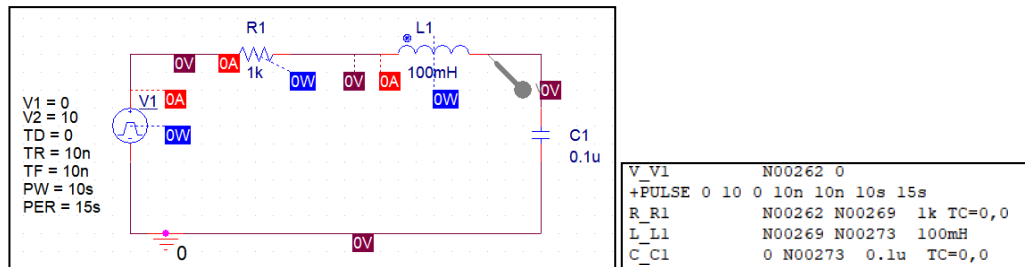 R1
L1
0V
0A
1k
0W
0V
0A
100mH
0W
0V
V1 = 0
V2 = 10
TD = 0
TR = 10n
TF = 10n
PW = 10s
PER = 15s
V1
0A
0W
C1
0.1u
0V
0
V_V1 N00262 0
+PULSE 0 10 0 10n 10n 10s 15s
R_R1 N00262 N00269 1k TC=0,0
L_L1 N00269 N00273 100mH
C_C1 0 N00273 0.1u TC=0,0